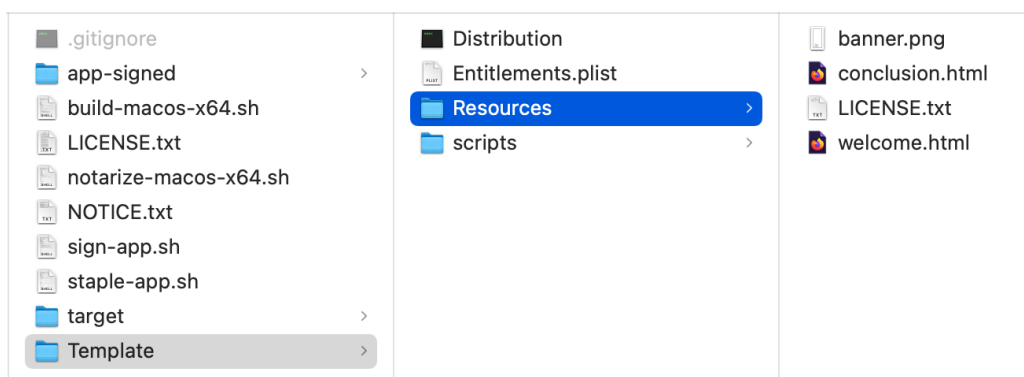 .gitignore
app-signed
build-macos-x64.sh
LICENSE.txt
notarize-macos-x64.sh
NOTICE.txt
sign-app.sh
staple-app.sh
target
Template
Distribution
Entitlements.plist
Resources
scripts
banner.png
conclusion.html
LICENSE.txt
welcome.html